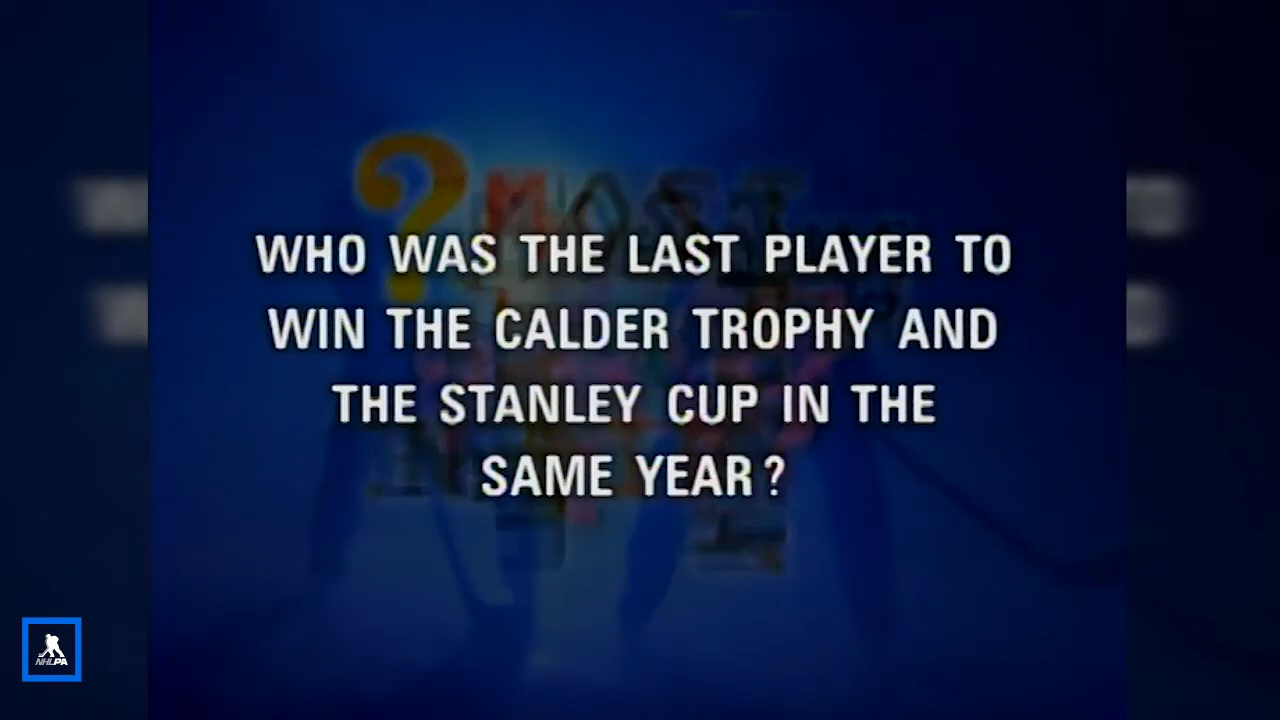 WHO WAS THE LAST PLAYER TO
WIN THE CALDER TROPHY AND
THE STANLEY CUP IN THE
SAME YEAR?
NHLPA